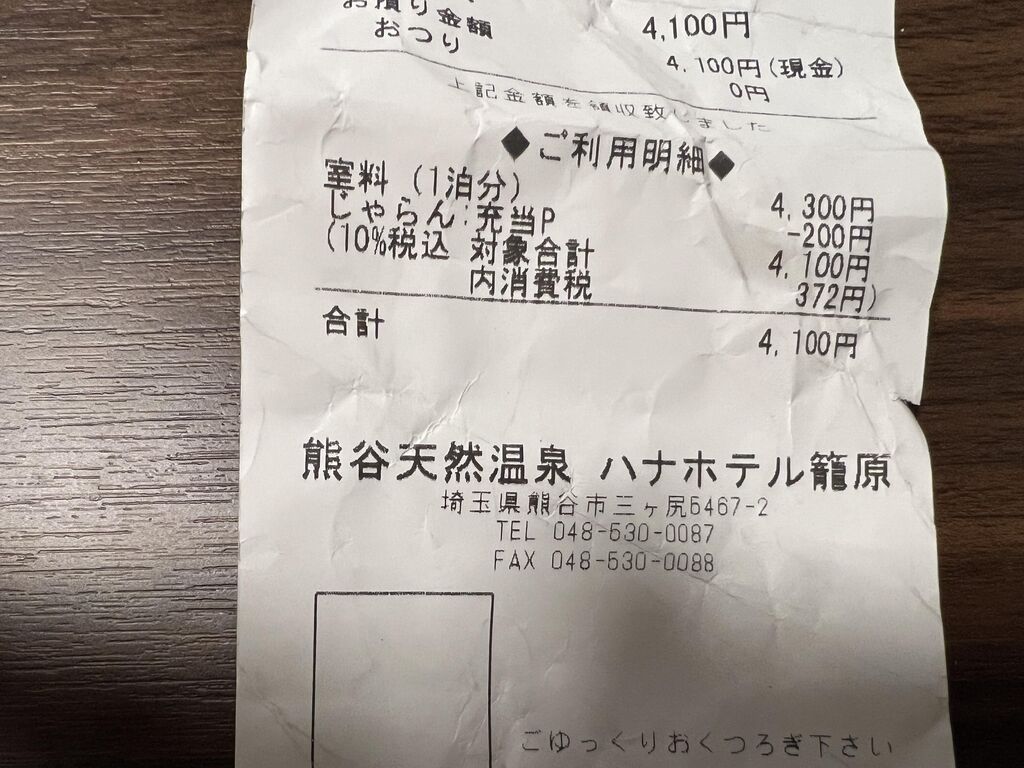 4,100円
お預り金額 4,100円(現金)
おつり 0円
上記金額を領収致しました
◆ご利用明細◆
室料 (1泊分) 4,300円
じゃらん:充当P -200円
(10%税込 対象合計 4,100円
内消費税 372円)
合計 4,100円
熊谷天然温泉 ハナホテル籠原
埼玉県熊谷市三ヶ尻5467-2
TEL 048-530-0087
FAX 048-530-0088
ごゆっくりおくつろぎ下さい